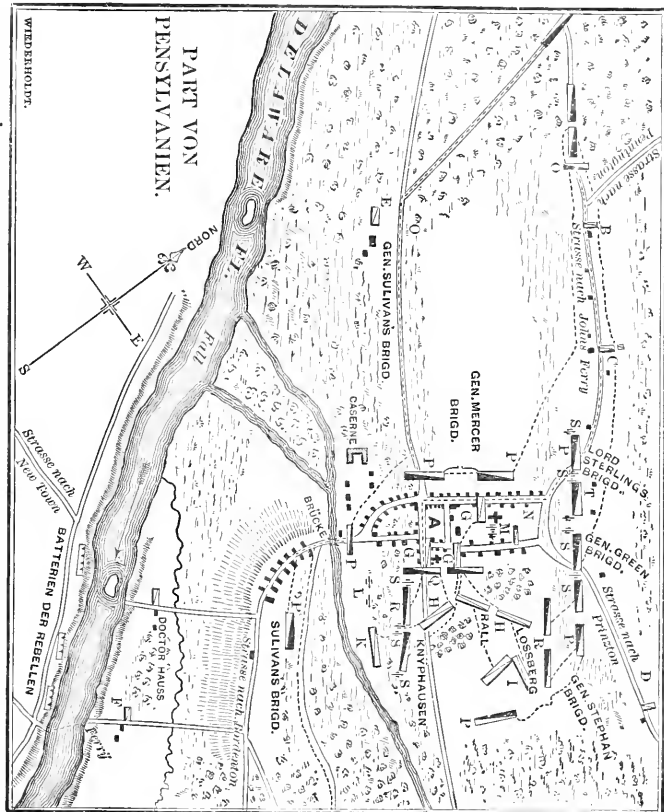 PART VON
PENSYLVANIEN.
WIEDERHOLDT.
DELAWARE FL.
Fall
NORD
W
E
S
Strasse nach
New Town
BATTERIEN DER REBELLEN
Strasse nach
Pennington
Strasse nach Johns Ferry
O
B
C
E
O
GEN. SULIVANS BRIGD.
GEN. MERCER
BRIGD.
CASERNE
BRÜCKE
P
P
P
S
P
S
T
S
S
LORD
STERLINGS
BRIGD.
GEN. GREEN
BRIGD.
Strasse nach
Princeton
D
A
G
M
N
G
G
P
L
Q
H
S
R
S
K
KNYPHAUSEN
RALL
H
LOSSBERG
I
R
P
P
GEN. STEPHAN
BRIGD.
SULIVANS BRIGD.
P
Strasse nach Bordenton
DOCTOR HAUSS
F
Ferry